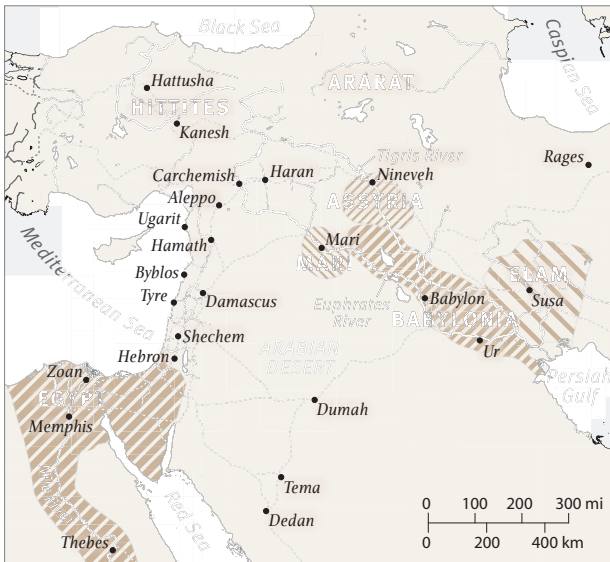 Black Sea
Caspian Sea
Hattusha
ARARAT
HITTITES
Kanesh
Tigris River
Rages
Carchemish
Haran
Nineveh
Aleppo
ASSYRIA
Ugarit
Mediterranean Sea
Hamath
Mari
MARI
Byblos
ELAM
Tyre
Damascus
Euphrates
River
Babylon
Susa
BABYLONIA
Shechem
Ur
Hebron
ARABIAN
DESERT
Zoan
Persian
Gulf
EGYPT
Memphis
Dumah
Tema
Red Sea
Dedan
0 100 200 300 mi
0 200 400 km
Thebes